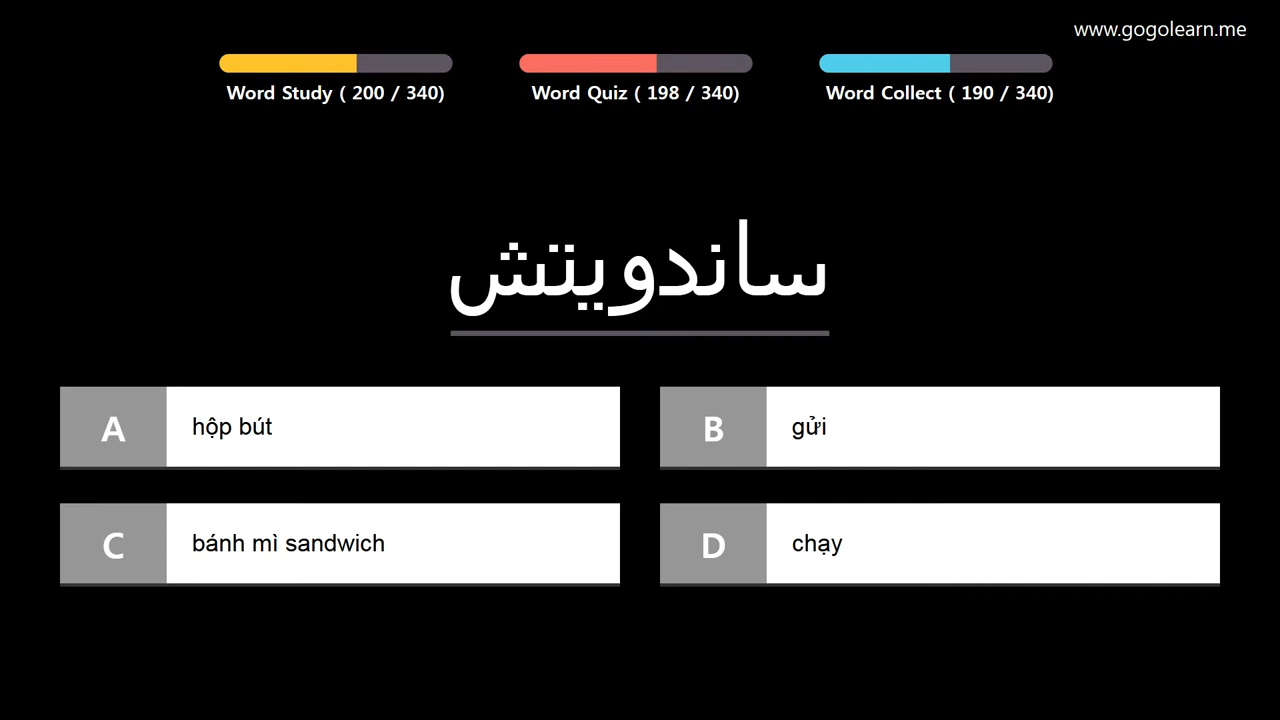 www.gogolearn.me
Word Study ( 200 / 340)
Word Quiz ( 198 / 340)
Word Collect ( 190 / 340)
ساندويتش
A
hộp bút
B
gửi
C
bánh mì sandwich
D
chạy